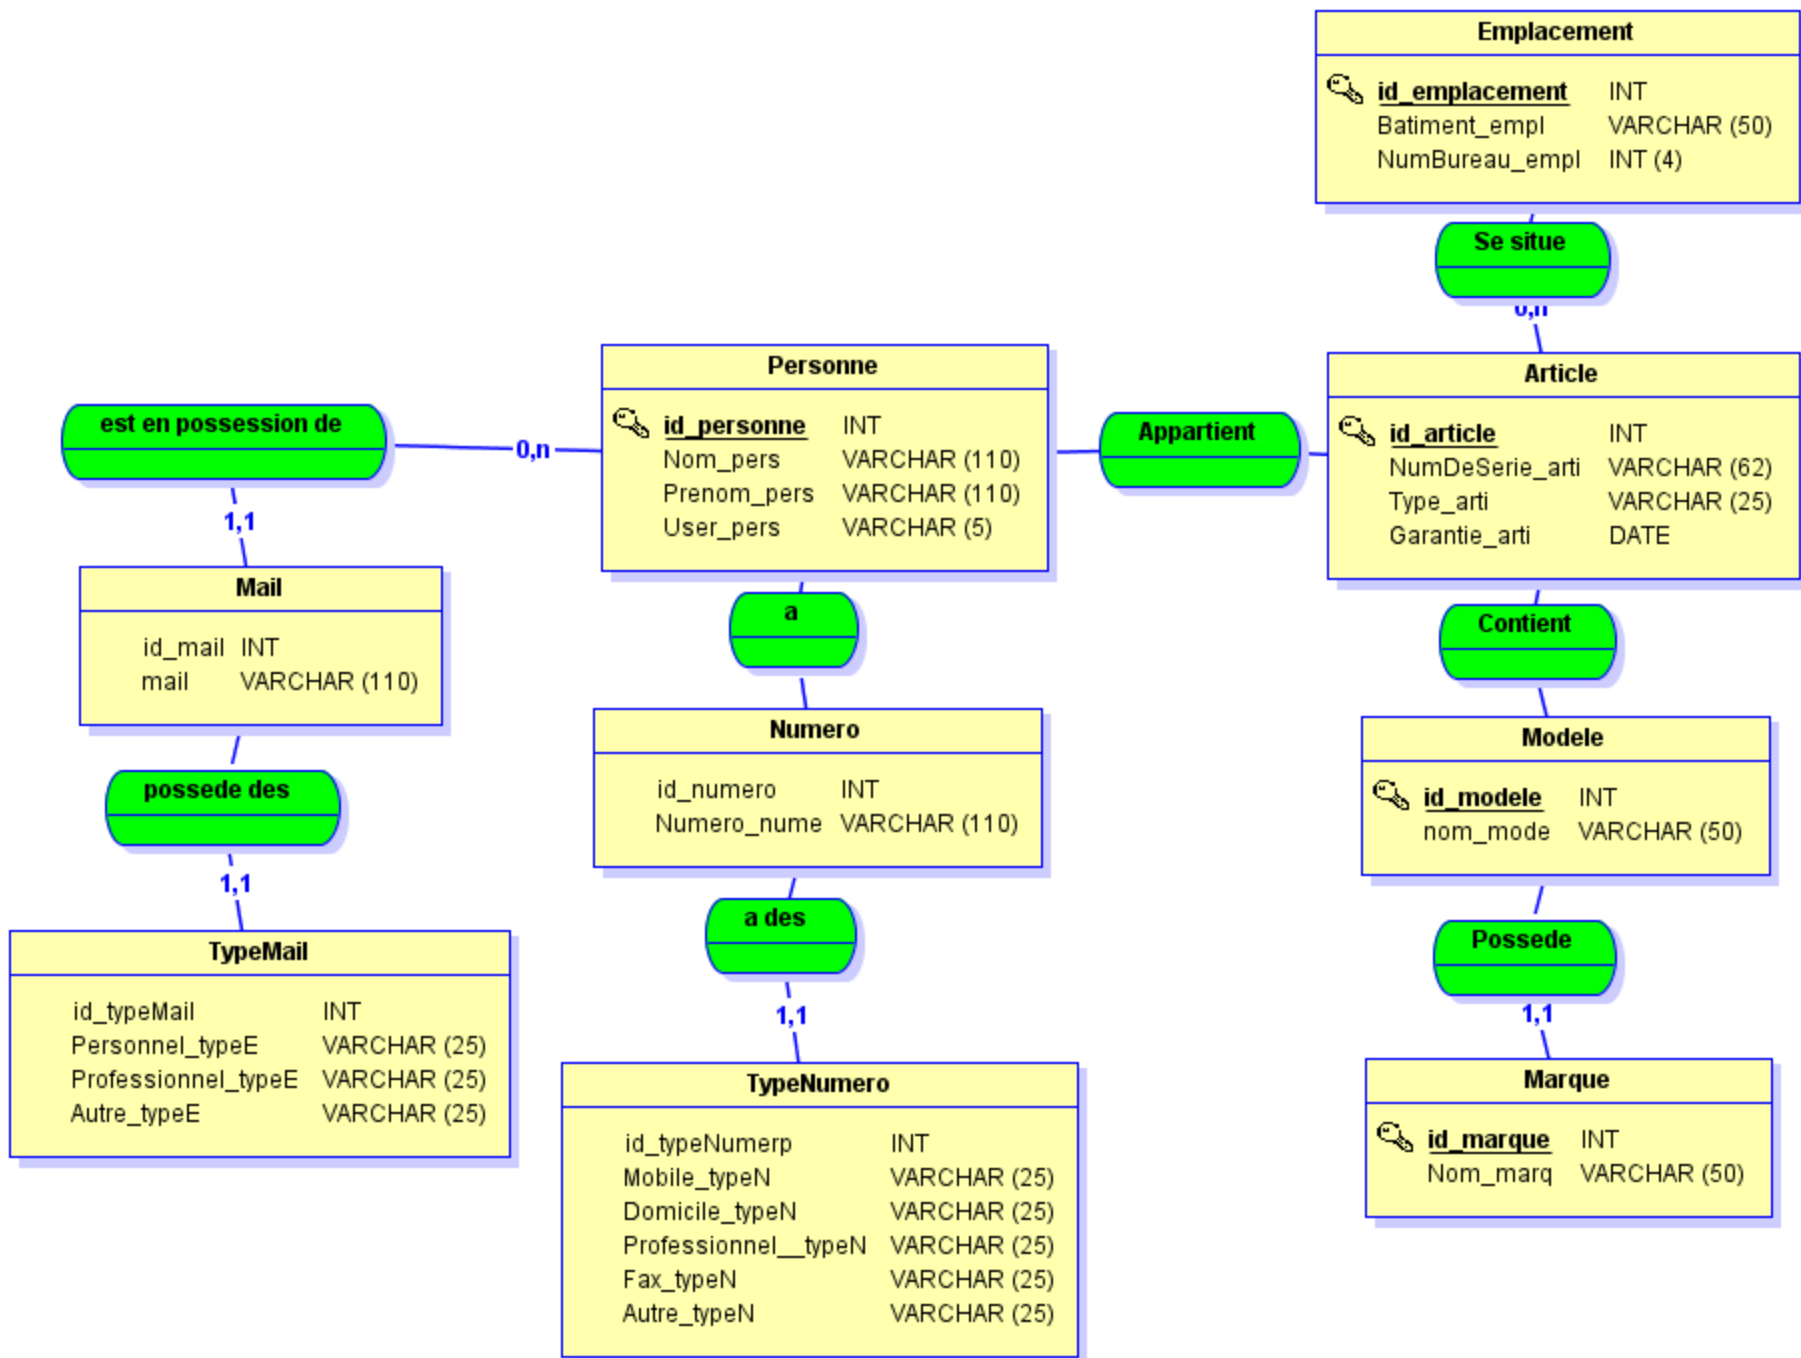 Emplacement
id_emplacement INT
Batiment_empl VARCHAR (50)
NumBureau_empl INT (4)
Se situe
0,n
Personne
id_personne INT
Nom_pers VARCHAR (110)
Prenom_pers VARCHAR (110)
User_pers VARCHAR (5)
Appartient
Article
id_article INT
NumDeSerie_arti VARCHAR (62)
Type_arti VARCHAR (25)
Garantie_arti DATE
est en possession de
0,n
1,1
Mail
id_mail INT
mail VARCHAR (110)
a
Contient
possede des
1,1
Numero
id_numero INT
Numero_nume VARCHAR (110)
Modele
id_modele INT
nom_mode VARCHAR (50)
a des
1,1
Possede
1,1
TypeMail
id_typeMail INT
Personnel_typeE VARCHAR (25)
Professionnel_typeE VARCHAR (25)
Autre_typeE VARCHAR (25)
TypeNumero
id_typeNumerp INT
Mobile_typeN VARCHAR (25)
Domicile_typeN VARCHAR (25)
Professionnel__typeN VARCHAR (25)
Fax_typeN VARCHAR (25)
Autre_typeN VARCHAR (25)
Marque
id_marque INT
Nom_marq VARCHAR (50)